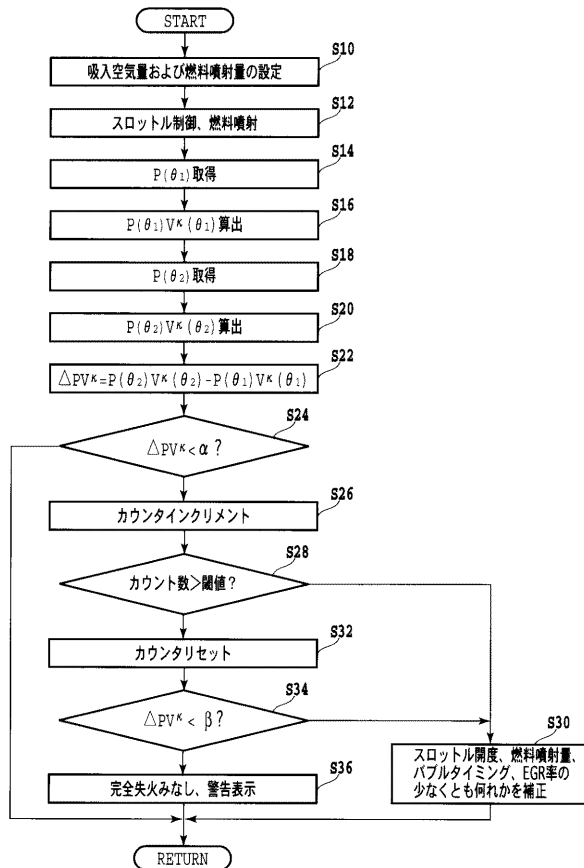 START
S10
吸入空気量および燃料噴射量の設定
S12
スロットル制御、燃料噴射
S14
P(θ1)取得
S16
P(θ1)Vκ(θ1)算出
S18
P(θ2)取得
S20
P(θ2)Vκ(θ2)算出
S22
△PVκ=P(θ2)Vκ(θ2)-P(θ1)Vκ(θ1)
S24
△PVκ<α?
S26
カウンタインクリメント
S28
カウント数>閾値?
S32
カウンタリセット
S34
△PVκ<β?
S30
スロットル開度、燃料噴射量、
バブルタイミング、EGR率の
少なくとも何れかを補正
S36
完全失火みなし、警告表示
RETURN